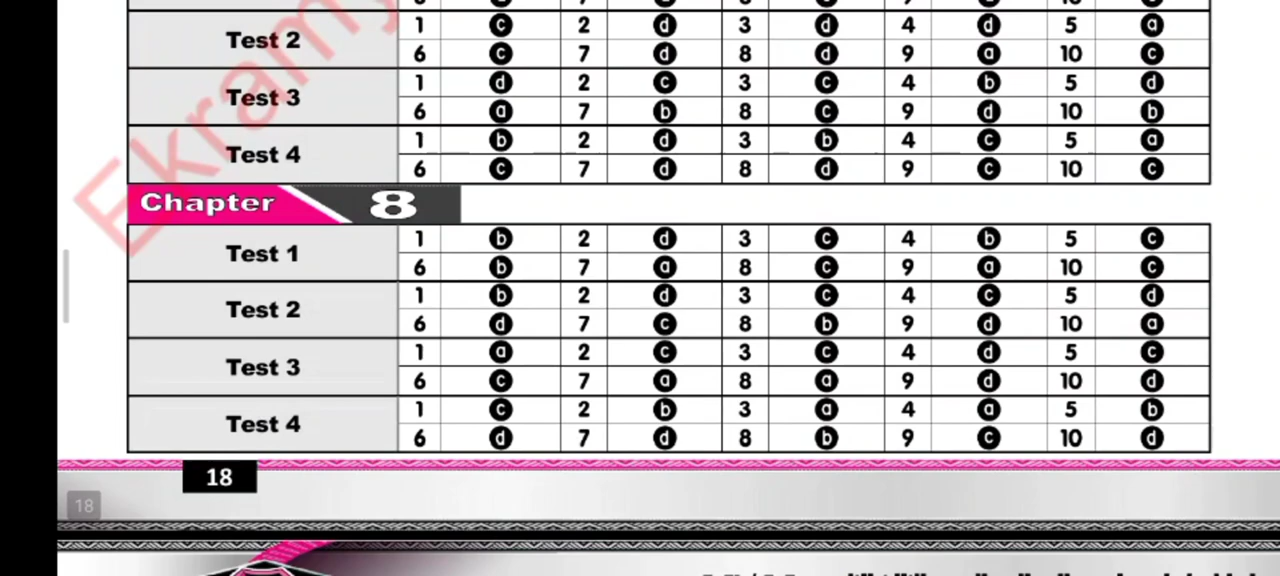 Test 2
1 c 2 d 3 d 4 d 5 a
6 c 7 d 8 d 9 a 10 c
Test 3
1 d 2 c 3 c 4 b 5 d
6 a 7 b 8 c 9 d 10 b
Test 4
1 b 2 d 3 b 4 c 5 a
6 c 7 d 8 d 9 c 10 c
Ekramy
Chapter 8
Test 1
1 b 2 d 3 c 4 b 5 c
6 b 7 a 8 c 9 a 10 c
Test 2
1 b 2 d 3 c 4 c 5 d
6 d 7 c 8 b 9 d 10 a
Test 3
1 a 2 c 3 c 4 d 5 c
6 c 7 a 8 a 9 d 10 d
Test 4
1 c 2 b 3 a 4 a 5 b
6 d 7 d 8 b 9 c 10 d
18
18